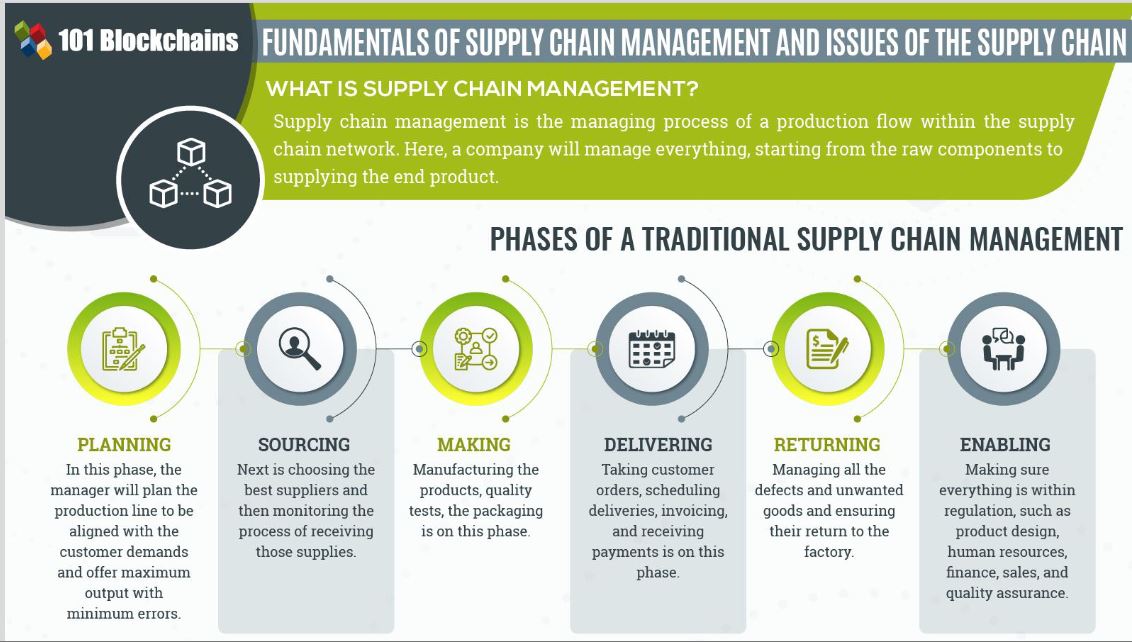 101 Blockchains
FUNDAMENTALS OF SUPPLY CHAIN MANAGEMENT AND ISSUES OF THE SUPPLY CHAIN
WHAT IS SUPPLY CHAIN MANAGEMENT?
Supply chain management is the managing process of a production flow within the supply
chain network. Here, a company will manage everything, starting from the raw components to
supplying the end product.
PHASES OF A TRADITIONAL SUPPLY CHAIN MANAGEMENT
PLANNING
In this phase, the
manager will plan the
production line to be
aligned with the
customer demands
and offer maximum
output with
minimum errors.
SOURCING
Next is choosing the
best suppliers and
then monitoring the
process of receiving
those supplies.
MAKING
Manufacturing the
products, quality
tests, the packaging
is on this phase.
DELIVERING
Taking customer
orders, scheduling
deliveries, invoicing,
and receiving
payments is on this
phase.
RETURNING
Managing all the
defects and unwanted
goods and ensuring
their return to the
factory.
ENABLING
Making sure
everything is within
regulation, such as
product design,
human resources,
finance, sales, and
quality assurance.